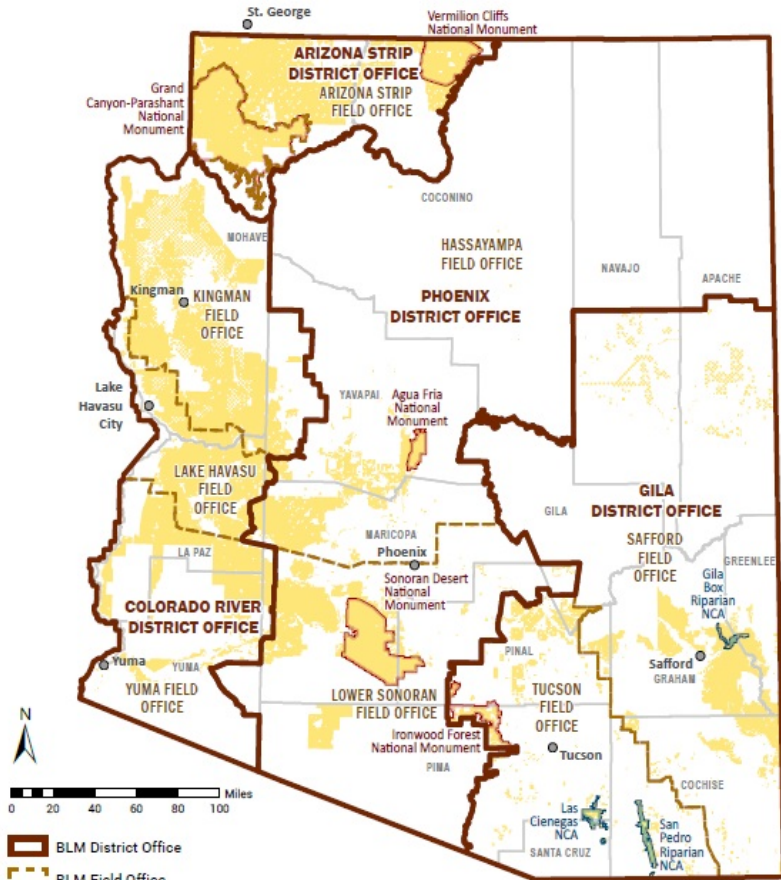 St. George
Vermilion Cliffs
National Monument
ARIZONA STRIP
DISTRICT OFFICE
ARIZONA STRIP
FIELD OFFICE
Grand
Canyon-Parashant
National
Monument
COCONINO
MOHAVE
HASSAYAMPA
FIELD OFFICE
NAVAJO
APACHE
Kingman
KINGMAN
FIELD
OFFICE
PHOENIX
DISTRICT OFFICE
Lake
Havasu
City
YAVAPAI
Agua Fria
National
Monument
LAKE HAVASU
FIELD
OFFICE
GILA
DISTRICT OFFICE
GILA
SAFFORD
FIELD
OFFICE
MARICOPA
Phoenix
LA PAZ
GREENLEE
Gila
Box
Riparian
NCA
Sonoran Desert
National
Monument
COLORADO RIVER
DISTRICT OFFICE
Yuma
YUMA
YUMA FIELD
OFFICE
PINAL
Safford
GRAHAM
LOWER SONORAN
FIELD OFFICE
TUCSON
FIELD
OFFICE
Ironwood Forest
National Monument
Tucson
PIMA
COCHISE
N
Miles
0 20 40 60 80 100
Las
Cienegas
NCA
San
Pedro
Riparian
NCA
SANTA CRUZ
BLM District Office
BLM Field Office